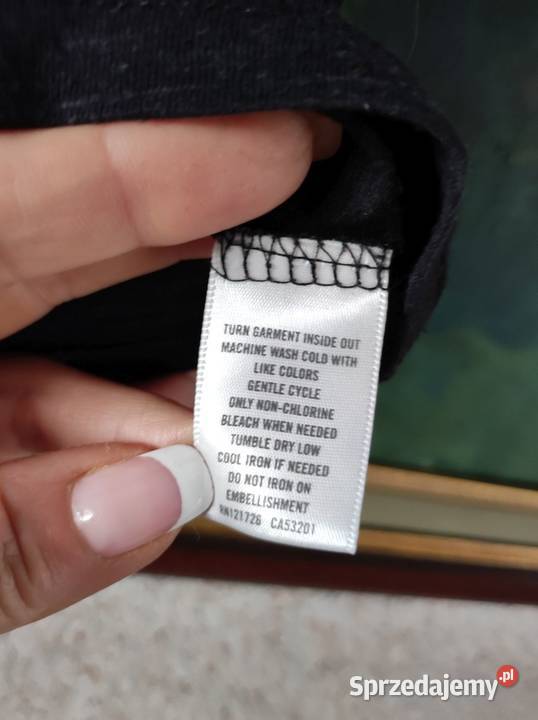 TURN GARMENT INSIDE OUT
MACHINE WASH COLD WITH
LIKE COLORS
GENTLE CYCLE
ONLY NON-CHLORINE
BLEACH WHEN NEEDED
TUMBLE DRY LOW
COOL IRON IF NEEDED
DO NOT IRON ON
EMBELLISHMENT
RN121726 CA53201
Sprzedajemy.pl